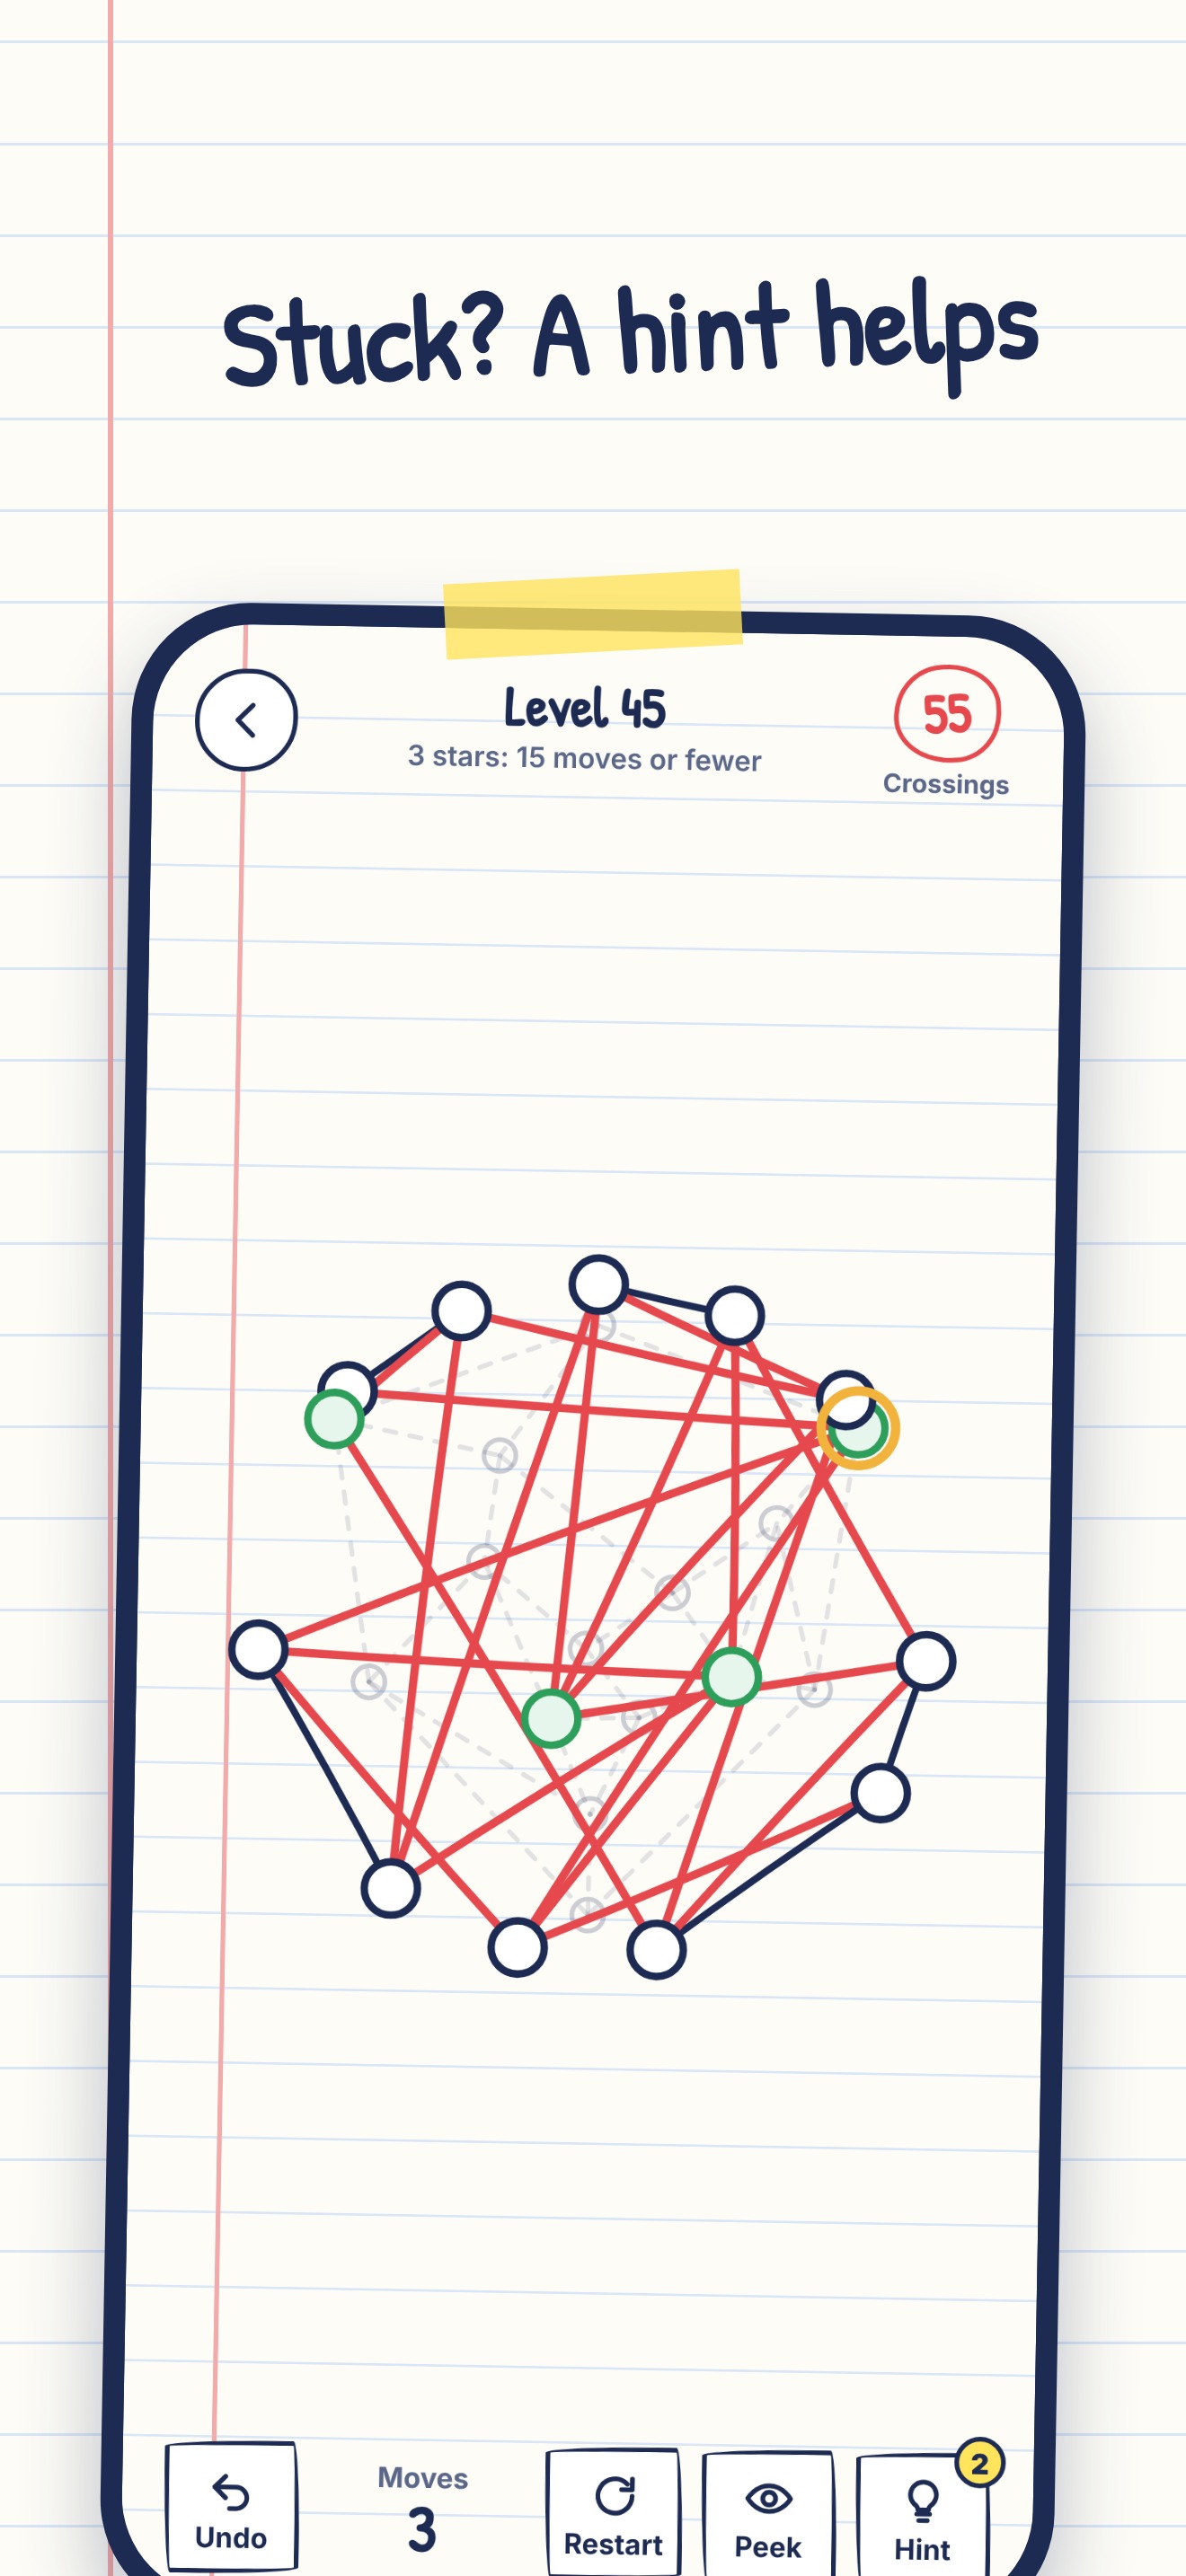 Stuck? A hint helps
Level 45
3 stars: 15 moves or fewer
55
Crossings
Undo
Moves
3
Restart
Peek
2
Hint